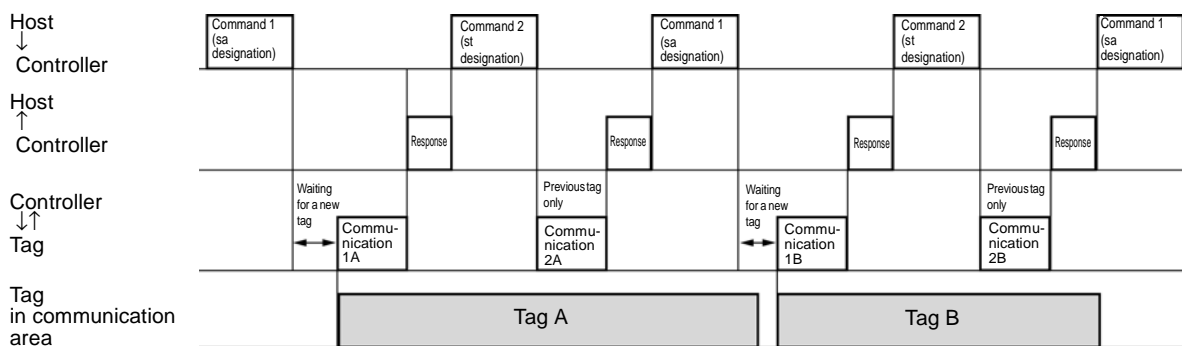 Host
↓
Controller
Command 1
(sa
designation)
Command 2
(st
designation)
Command 1
(sa
designation)
Command 2
(st
designation)
Command 1
(sa
designation)
Host
↑
Controller
Response
Response
Response
Response
Controller
↓↑
Tag
Waiting
for a new
tag
Commu-
nication
1A
Previous tag
only
Commu-
nication
2A
Waiting
for a new
tag
Commu-
nication
1B
Previous tag
only
Commu-
nication
2B
Tag
in communication
area
Tag A
Tag B